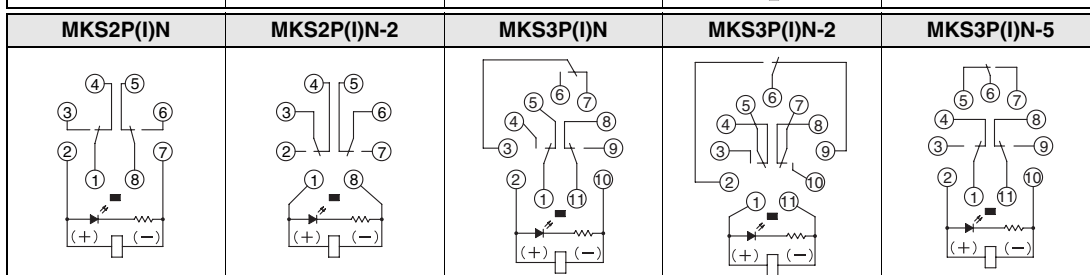 MKS2P(I)N MKS2P(I)N-2 MKS3P(I)N MKS3P(I)N-2 MKS3P(I)N-5
4 5 3 6 2 7 1 8 (+) (−)
4 5 3 6 2 7 1 8 (+) (−)
6 7 5 4 8 3 9 2 10 1 11 (+) (−)
6 5 7 4 8 3 9 2 10 1 11 (+) (−)
5 6 7 4 8 3 9 2 10 1 11 (+) (−)